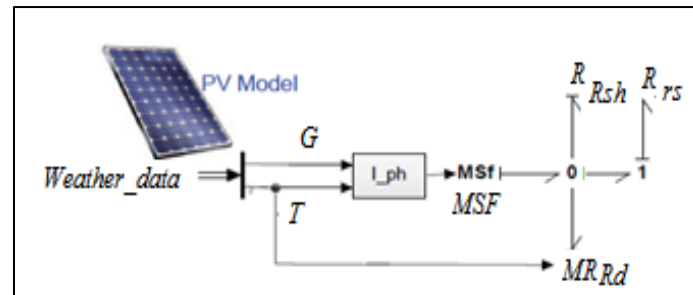 PV Model
R Rsh
R rs
G
Weather_data
I_ph
MSf
0
1
T
MSF
MR Rd